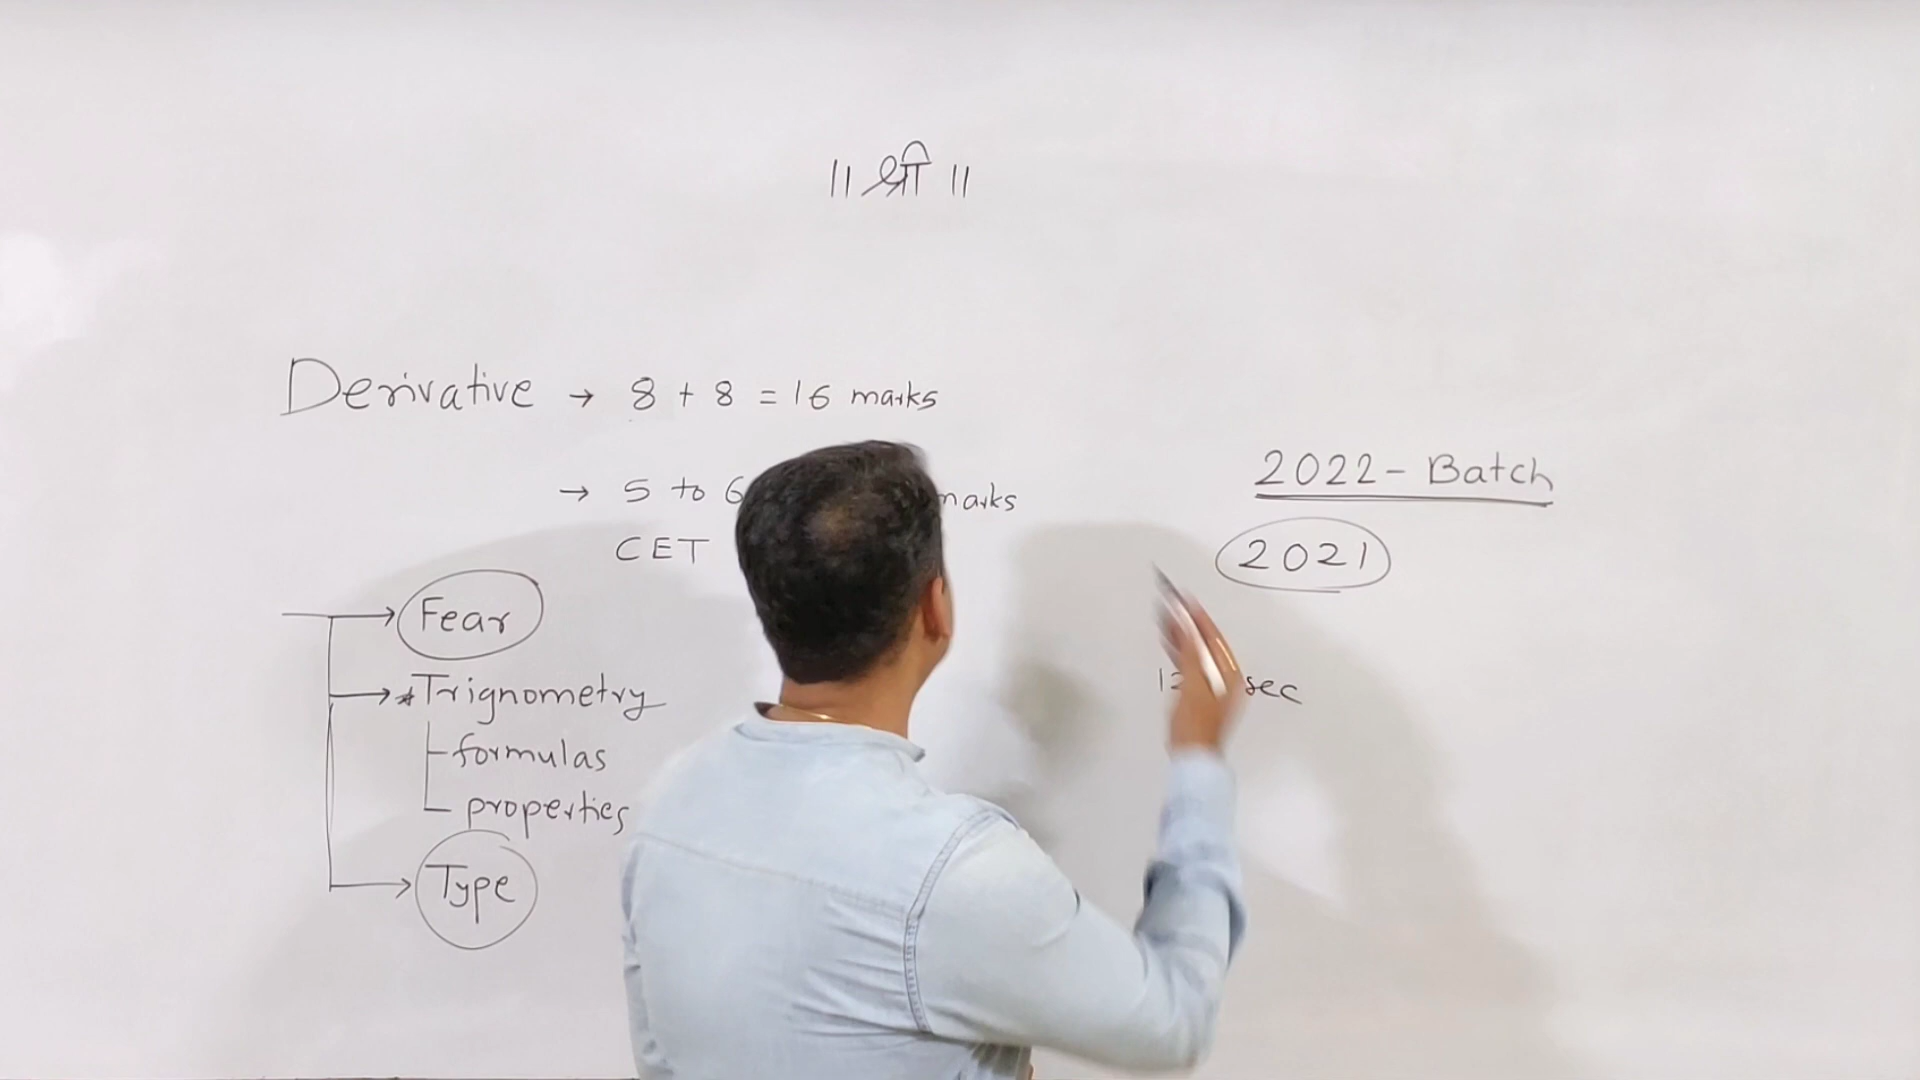 ॥ श्री ॥
Derivative → 8 + 8 = 16 marks
→ 5 to 6 marks
CET
2022 - Batch
2021
→ Fear
→ * Trignometry
formulas
properties
→ Type
sec